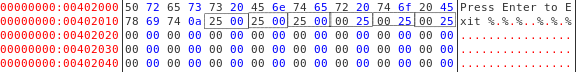 00000000:00402000 50 72 65 73 73 20 45 6e 74 65 72 20 74 6f 20 45 Press Enter to E
00000000:00402010 78 69 74 0a 25 00 25 00 25 00 00 25 00 25 00 25 xit %.%.%..%.%.%
00000000:00402020 00 00 00 00 00 00 00 00 00 00 00 00 00 00 00 00 ................
00000000:00402030 00 00 00 00 00 00 00 00 00 00 00 00 00 00 00 00 ................
00000000:00402040 00 00 00 00 00 00 00 00 00 00 00 00 00 00 00 00 ................